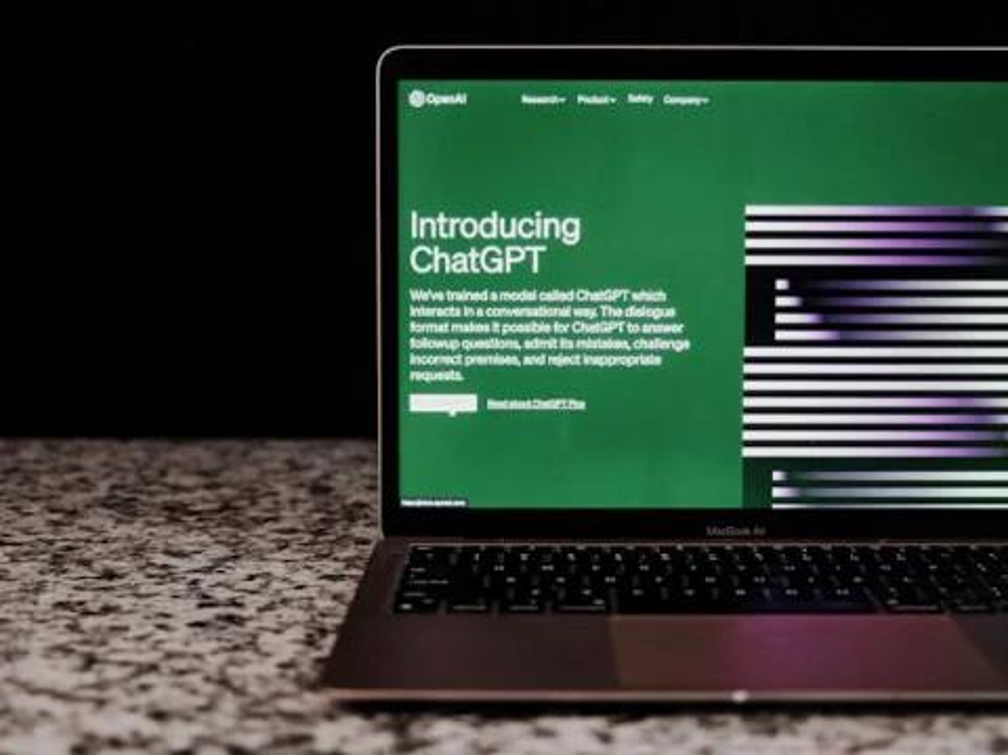 OpenAI
Research Product Safety Company
Introducing
ChatGPT
We've trained a model called ChatGPT which
interacts in a conversational way. The dialogue
format makes it possible for ChatGPT to answer
followup questions, admit its mistakes, challenge
incorrect premises, and reject inappropriate
requests.
Read about ChatGPT Plus
MacBook Air